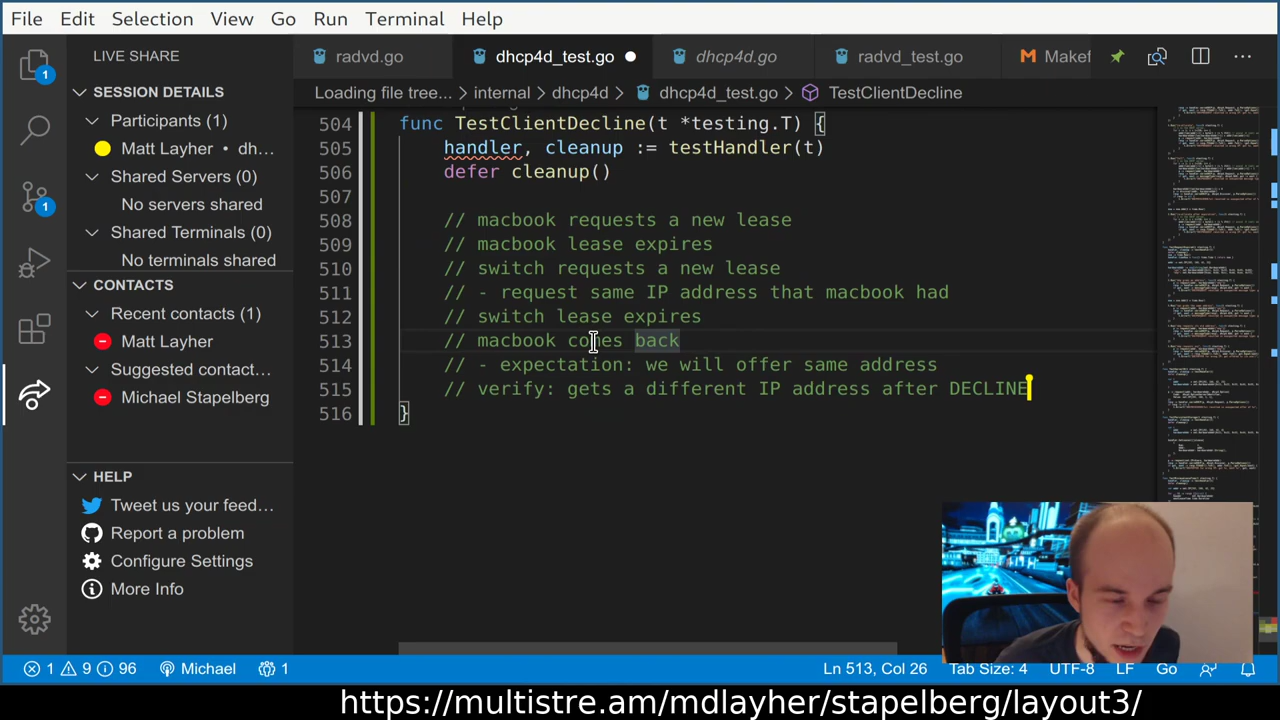 File Edit Selection View Go Run Terminal Help
LIVE SHARE
radvd.go
dhcp4d_test.go
dhcp4d.go
radvd_test.go
Makef
1
SESSION DETAILS
Participants (1)
Matt Layher • dh...
Shared Servers (0)
No servers shared
Shared Terminals (0)
No terminals shared
CONTACTS
Recent contacts (1)
Matt Layher
Suggested contact...
Michael Stapelberg
1
HELP
Tweet us your feed...
Report a problem
Configure Settings
More Info
Loading file tree... > internal > dhcp4d > dhcp4d_test.go > TestClientDecline
504 func TestClientDecline(t *testing.T) {
505 handler, cleanup := testHandler(t)
506 defer cleanup()
507
508 // macbook requests a new lease
509 // macbook lease expires
510 // switch requests a new lease
511 // - request same IP address that macbook had
512 // switch lease expires
513 // macbook comes back
514 // - expectation: we will offer same address
515 // verify: gets a different IP address after DECLINE
516 }
1 9 96 Michael 1 Ln 513, Col 26 Tab Size: 4 UTF-8 LF Go
https://multistre.am/mdlayher/stapelberg/layout3/